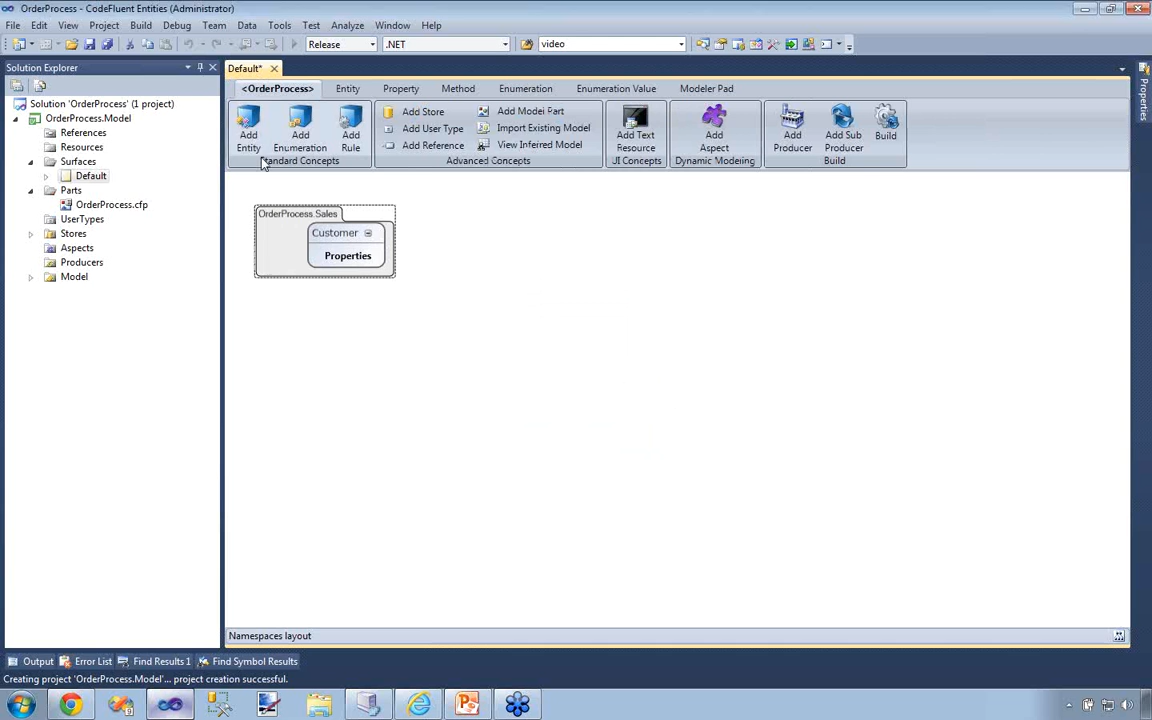 OrderProcess - CodeFluent Entities (Administrator)
File Edit View Project Build Debug Team Data Tools Test Analyze Window Help
Release .NET video
Solution Explorer
Solution 'OrderProcess' (1 project)
OrderProcess.Model
References
Resources
Surfaces
Default
Parts
OrderProcess.cfp
UserTypes
Stores
Aspects
Producers
Model
Default*
<OrderProcess> Entity Property Method Enumeration Enumeration Value Modeler Pad
Add Entity
Add Enumeration
Add Rule
Standard Concepts
Add Store
Add User Type
Add Reference
Add Model Part
Import Existing Model
View Inferred Model
Advanced Concepts
Add Text Resource
UI Concepts
Add Aspect
Dynamic Modeling
Add Producer
Add Sub Producer
Build
Build
OrderProcess.Sales
Customer
Properties
Properties
Namespaces layout
Output Error List Find Results 1 Find Symbol Results
Creating project 'OrderProcess.Model'... project creation successful.